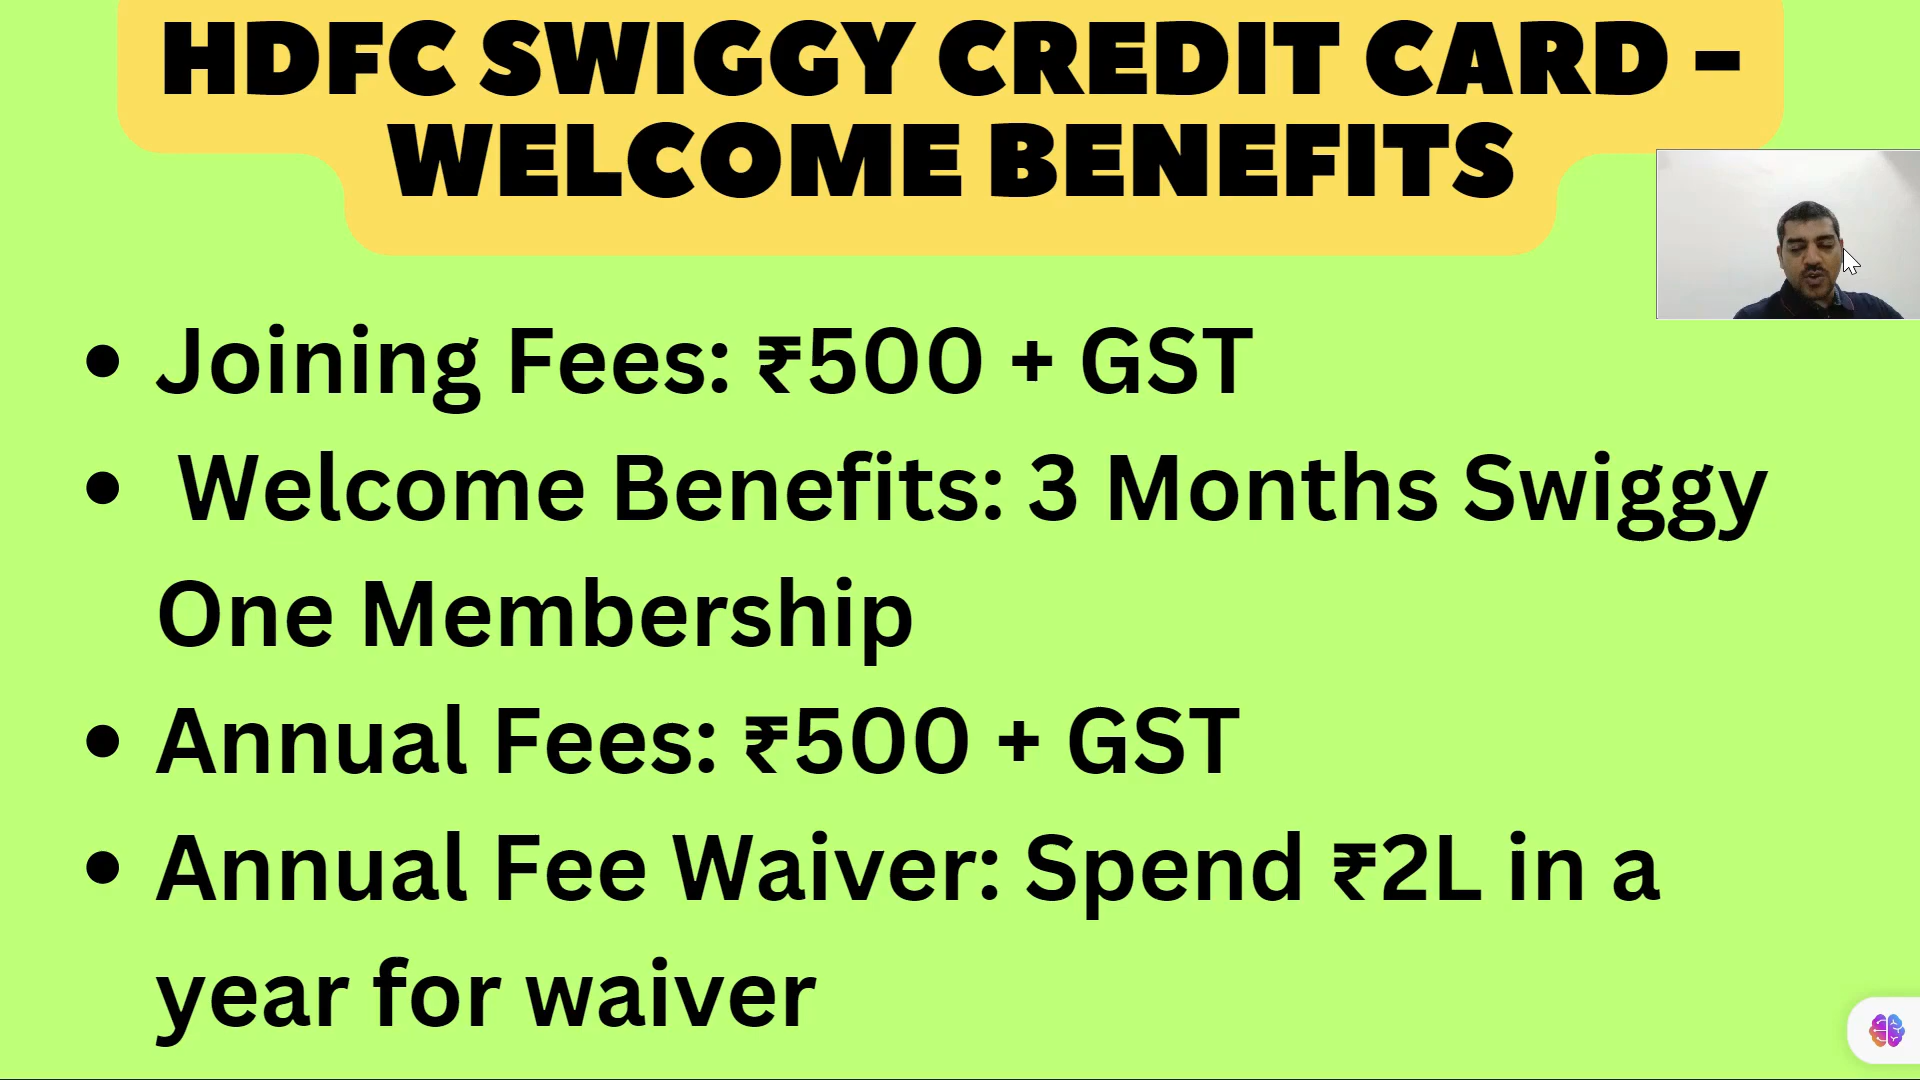 HDFC SWIGGY CREDIT CARD -
WELCOME BENEFITS
• Joining Fees: ₹500 + GST
• Welcome Benefits: 3 Months Swiggy
One Membership
• Annual Fees: ₹500 + GST
• Annual Fee Waiver: Spend ₹2L in a
year for waiver